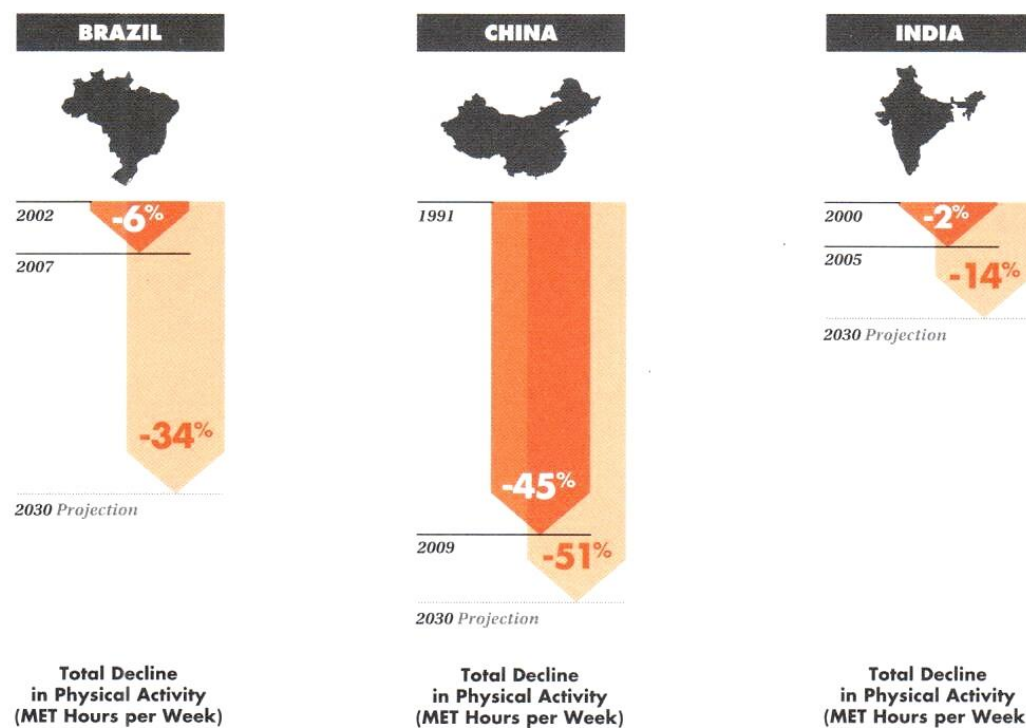 BRAZIL
2002
-6%
2007
-34%
2030 Projection
Total Decline
in Physical Activity
(MET Hours per Week)
CHINA
1991
-45%
2009
-51%
2030 Projection
Total Decline
in Physical Activity
(MET Hours per Week)
INDIA
2000
-2%
2005
-14%
2030 Projection
Total Decline
in Physical Activity
(MET Hours per Week